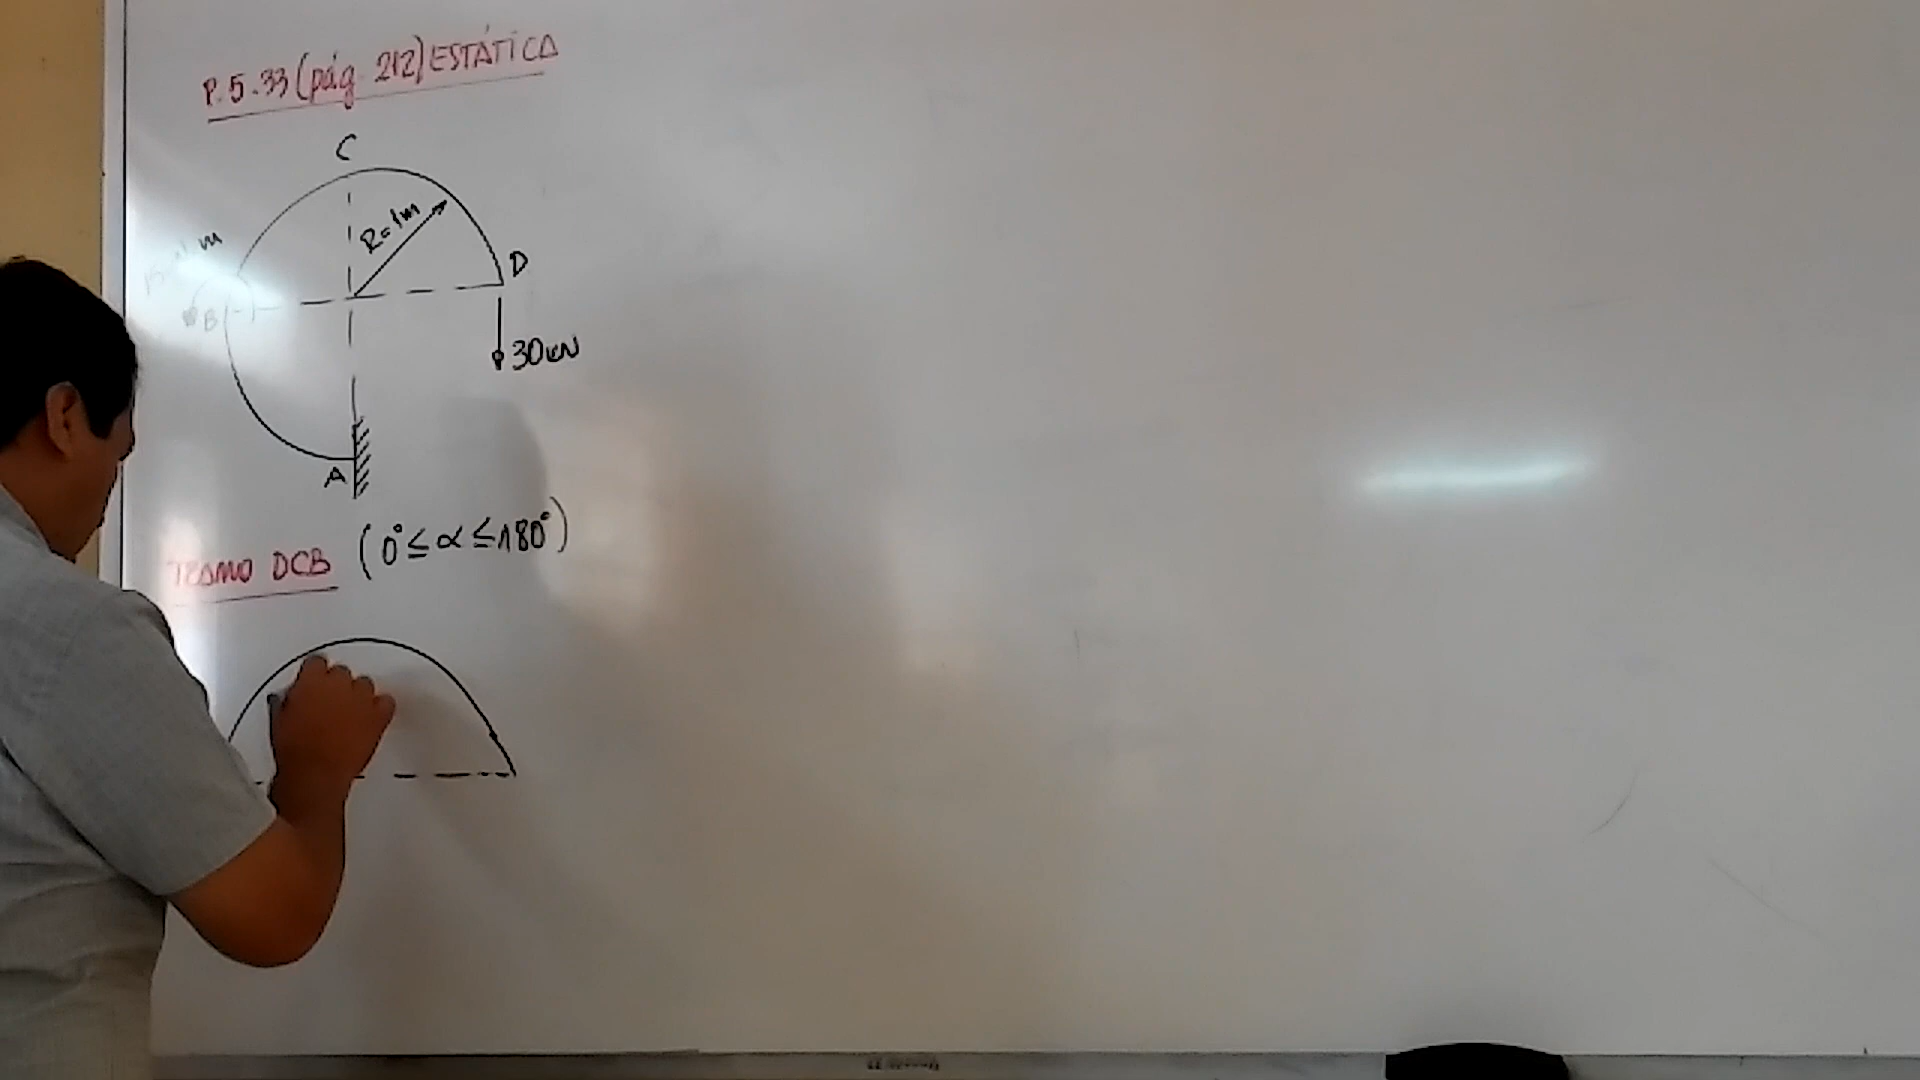 P.5.33 (pág. 212) ESTÁTICA
C
R=1m
m
D
B
30kN
A
TRAMO DCB (0°≤α≤180°)